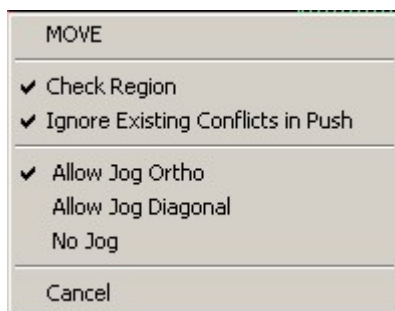 MOVE
Check Region
Ignore Existing Conflicts in Push
Allow Jog Ortho
Allow Jog Diagonal
No Jog
Cancel